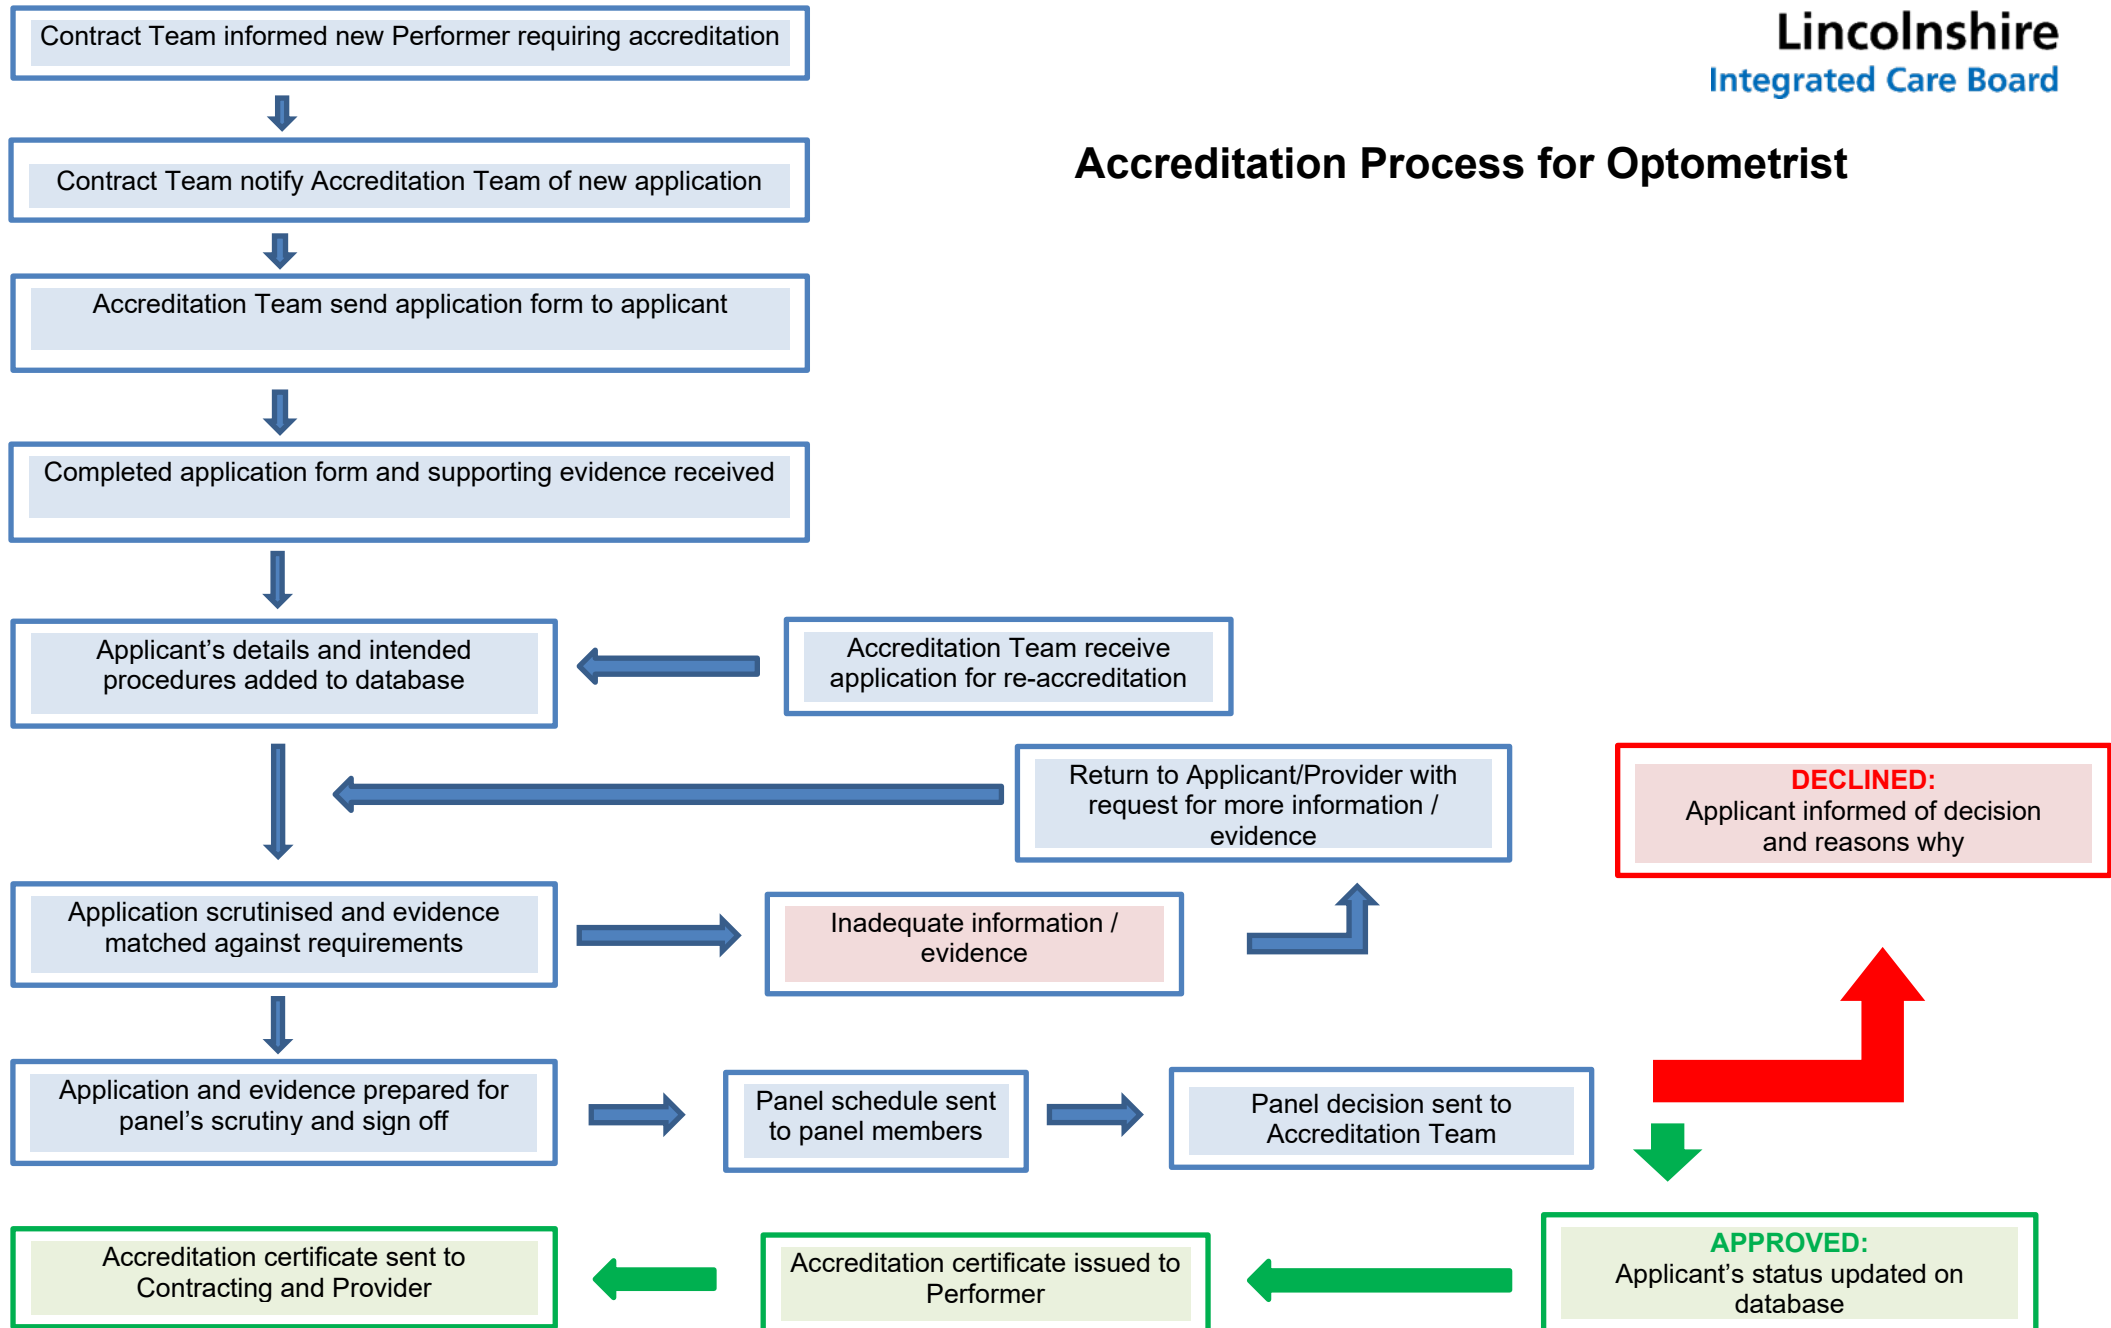 Lincolnshire
Integrated Care Board
Accreditation Process for Optometrist
Contract Team informed new Performer requiring accreditation
Contract Team notify Accreditation Team of new application
Accreditation Team send application form to applicant
Completed application form and supporting evidence received
Applicant’s details and intended
procedures added to database
Accreditation Team receive
application for re-accreditation
Return to Applicant/Provider with
request for more information /
evidence
DECLINED:
Applicant informed of decision
and reasons why
Application scrutinised and evidence
matched against requirements
Inadequate information /
evidence
Application and evidence prepared for
panel’s scrutiny and sign off
Panel schedule sent
to panel members
Panel decision sent to
Accreditation Team
APPROVED:
Applicant’s status updated on
database
Accreditation certificate issued to
Performer
Accreditation certificate sent to
Contracting and Provider